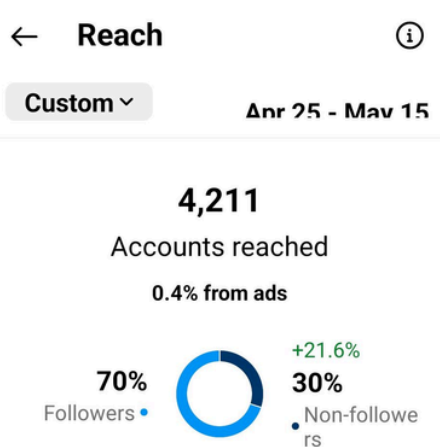 Reach
Custom
Apr 25 - May 15
4,211
Accounts reached
0.4% from ads
+21.6%
70%
30%
Followers
Non-followe
rs